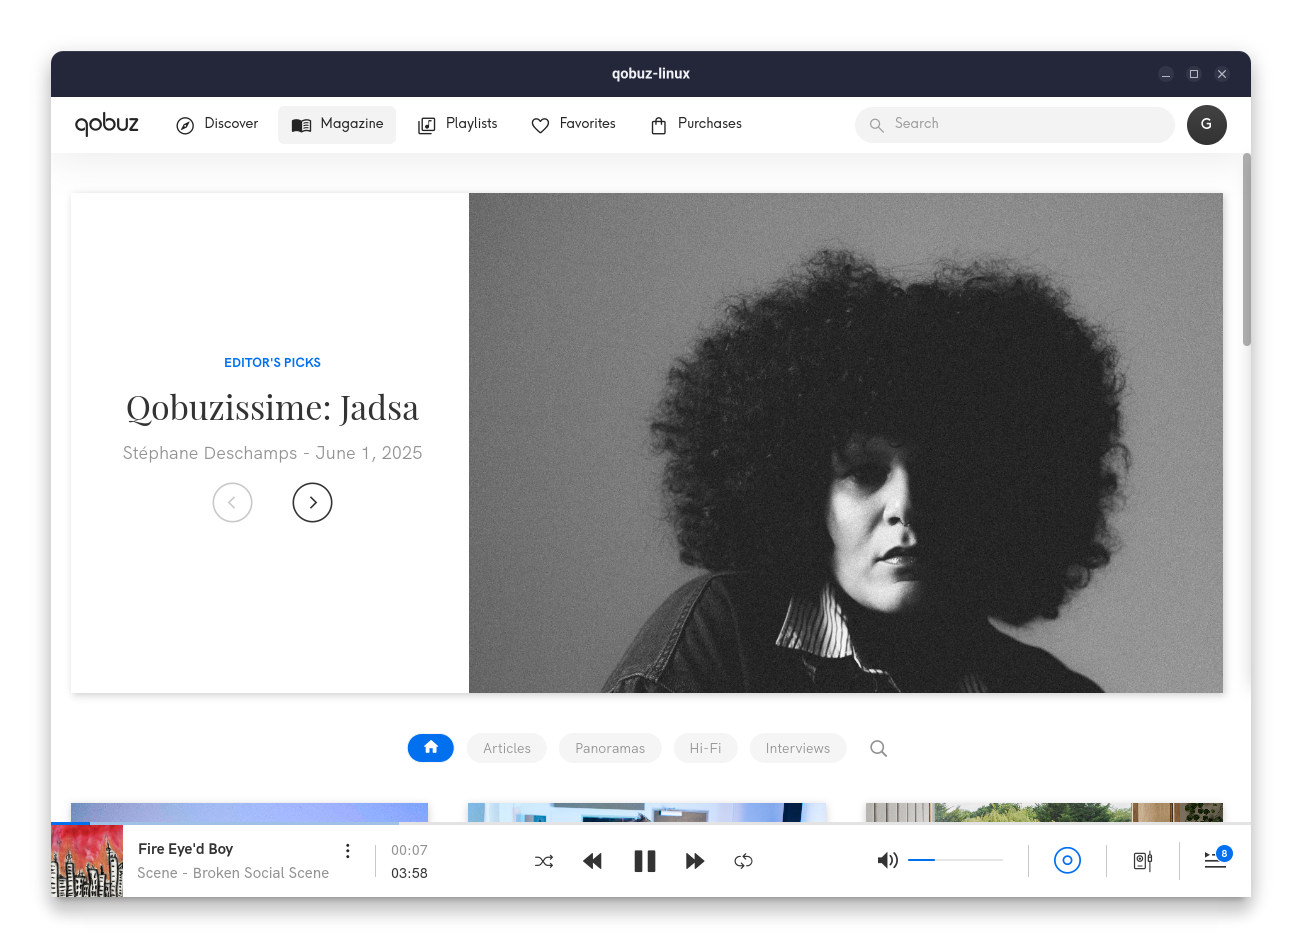 qobuz-linux
qobuz
Discover
Magazine
Playlists
Favorites
Purchases
Search
G
EDITOR'S PICKS
Qobuzissime: Jadsa
Stéphane Deschamps - June 1, 2025
Articles
Panoramas
Hi-Fi
Interviews
Fire Eye'd Boy
Scene - Broken Social Scene
00:07
03:58
8